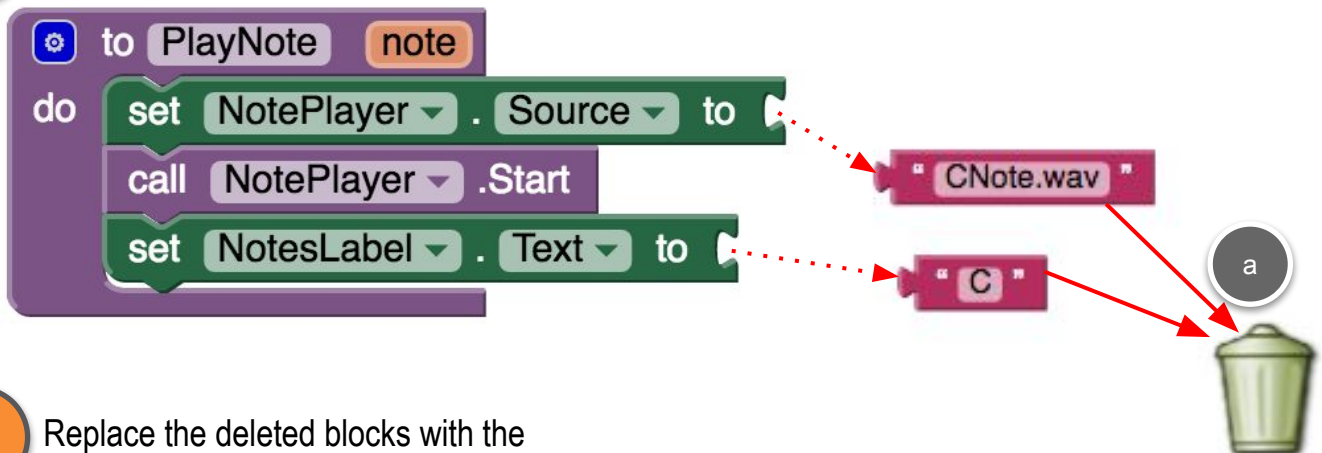 to PlayNote note
do set NotePlayer . Source to
“ CNote.wav ”
call NotePlayer .Start
set NotesLabel . Text to
“ C ”
a
Replace the deleted blocks with the